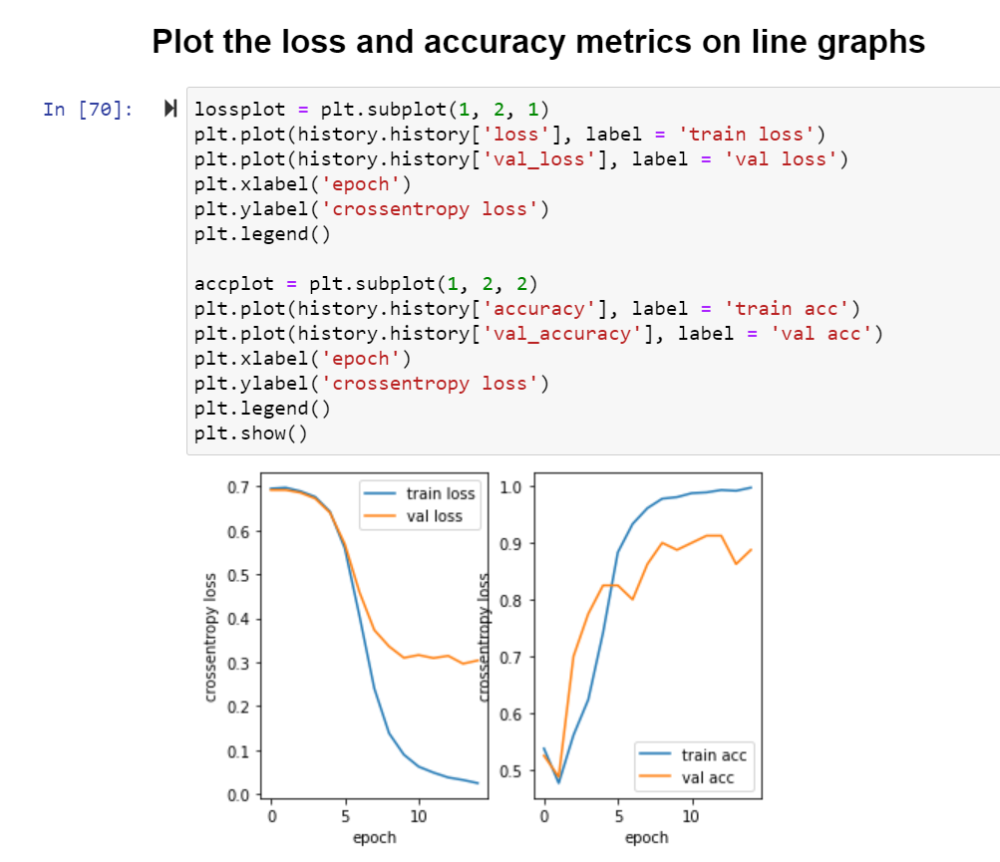 Plot the loss and accuracy metrics on line graphs
In [70]:
lossplot = plt.subplot(1, 2, 1)
plt.plot(history.history['loss'], label = 'train loss')
plt.plot(history.history['val_loss'], label = 'val loss')
plt.xlabel('epoch')
plt.ylabel('crossentropy loss')
plt.legend()

accplot = plt.subplot(1, 2, 2)
plt.plot(history.history['accuracy'], label = 'train acc')
plt.plot(history.history['val_accuracy'], label = 'val acc')
plt.xlabel('epoch')
plt.ylabel('crossentropy loss')
plt.legend()
plt.show()
0.7
0.6
0.5
0.4
0.3
0.2
0.1
0.0
crossentropy loss
train loss
val loss
0 5 10
epoch
1.0
0.9
0.8
0.7
0.6
0.5
crossentropy loss
train acc
val acc
0 5 10
epoch